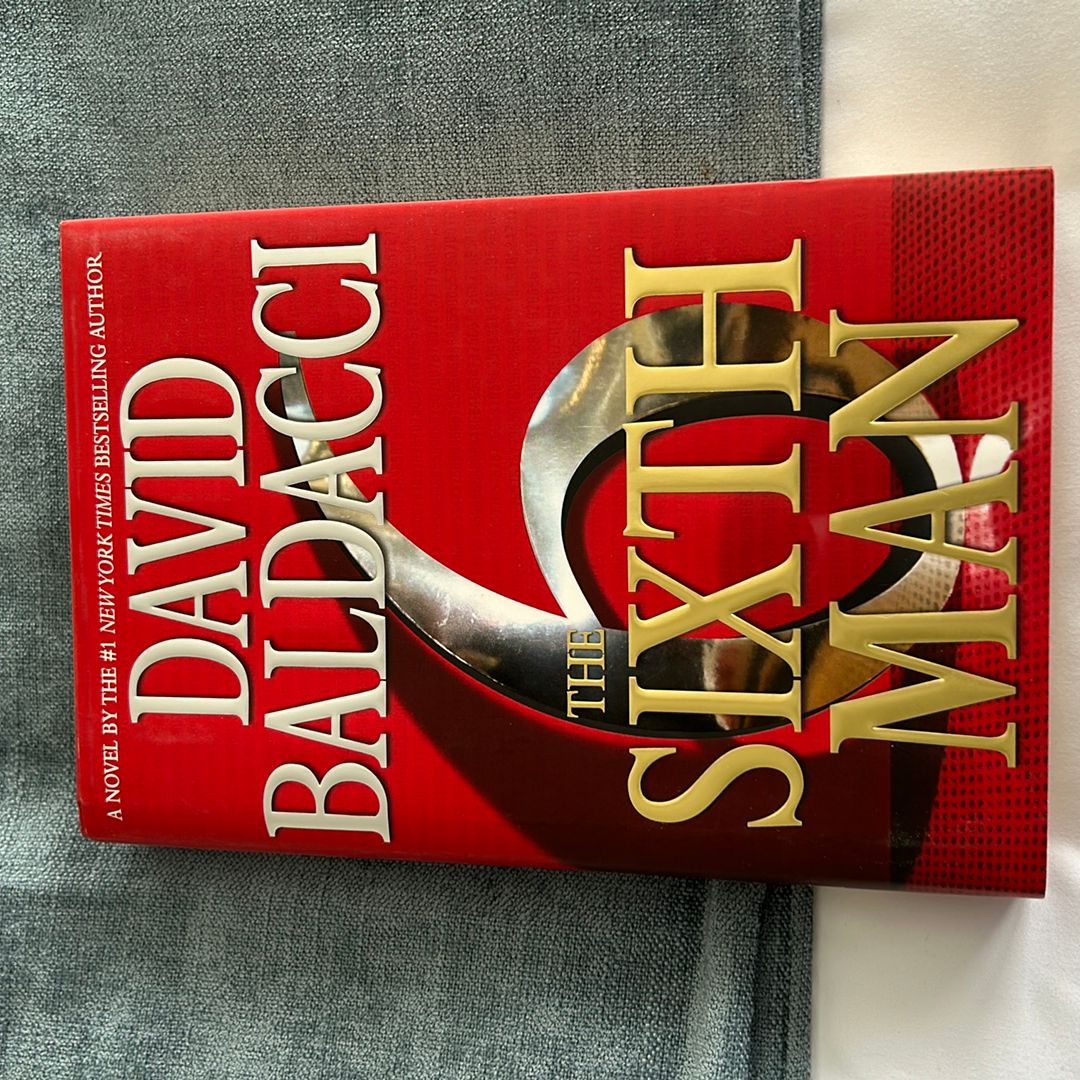 A NOVEL BY THE #1 NEW YORK TIMES BESTSELLING AUTHOR
DAVID
BALDACCI
THE
SIXTH
MAN